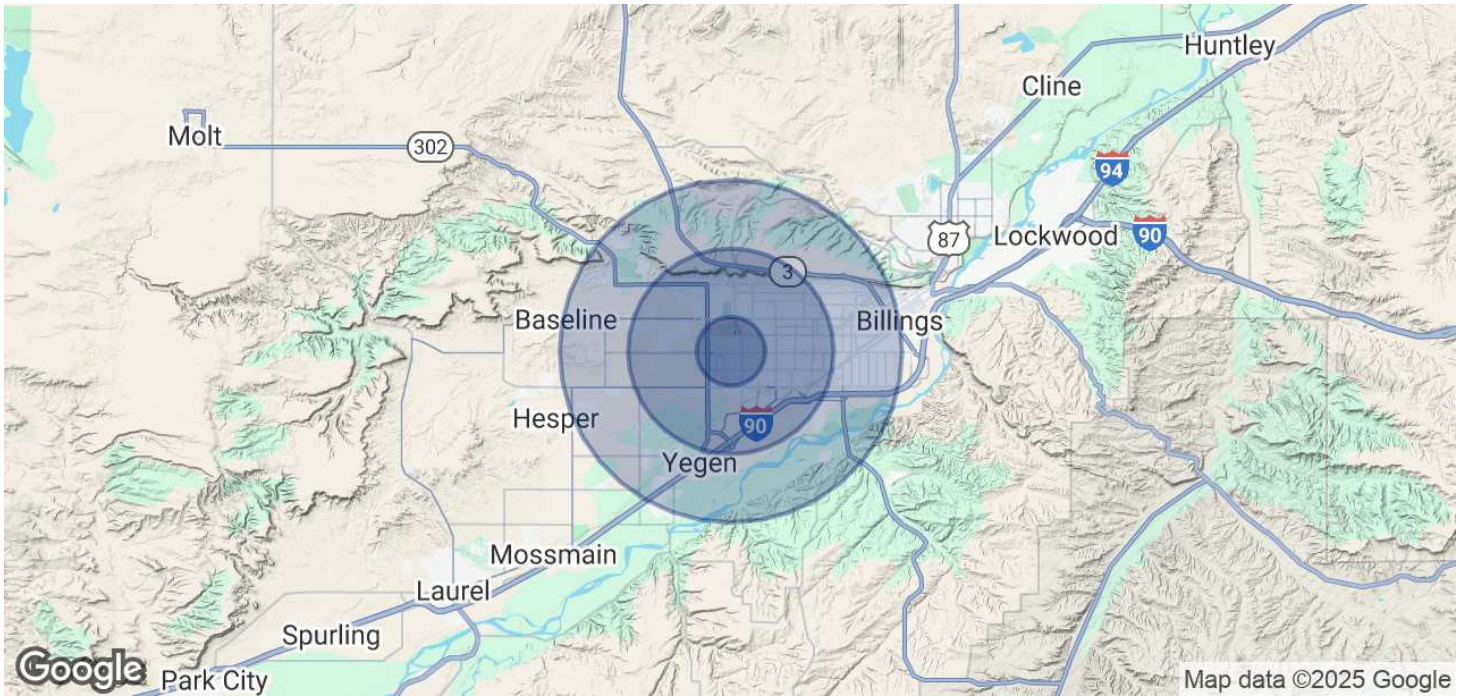 Huntley
Cline
Molt
302
94
87
Lockwood
90
3
Baseline
Billings
Hesper
90
Yegen
Mossmain
Laurel
Spurling
Google
Park City
Map data ©2025 Google